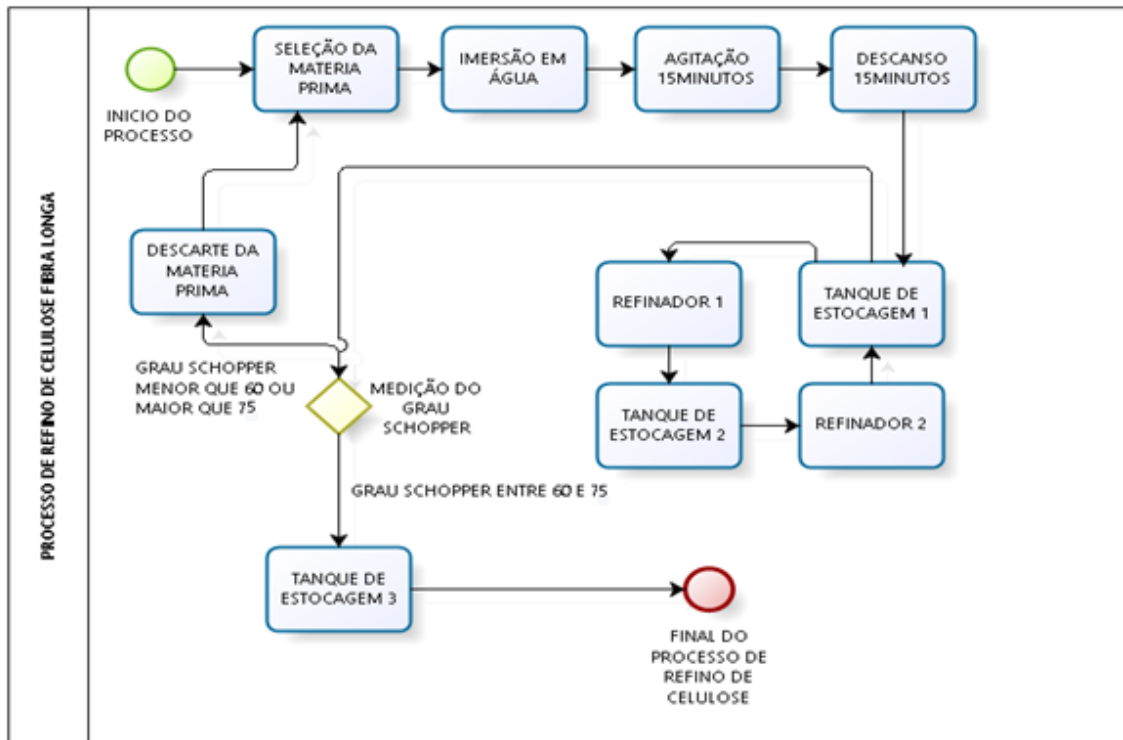 PROCESSO DE REFINO DE CELULOSE FIBRA LONGA
INICIO DO
PROCESSO
SELEÇÃO DA
MATERIA
PRIMA
IMERSÃO EM
ÁGUA
AGITAÇÃO
15MINUTOS
DESCANSO
15MINUTOS
DESCARTE DA
MATERIA
PRIMA
REFINADOR 1
TANQUE DE
ESTOCAGEM 1
GRAU SCHOPPER
MENOR QUE 60 OU
MAIOR QUE 75
MEDIÇÃO DO
GRAU
SCHOPPER
TANQUE DE
ESTOCAGEM 2
REFINADOR 2
GRAU SCHOPPER ENTRE 60 E 75
TANQUE DE
ESTOCAGEM 3
FINAL DO
PROCESSO DE
REFINO DE
CELULOSE